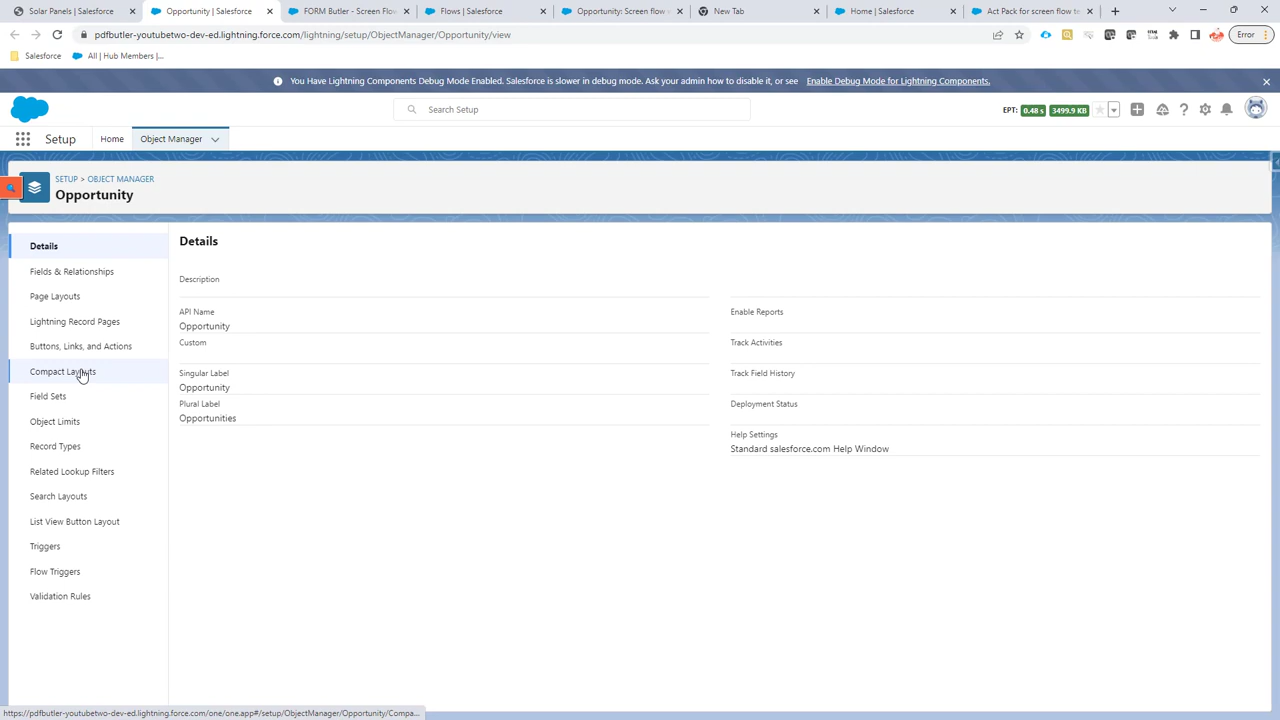 Solar Panels | Salesforce
Opportunity | Salesforce
FORM Butler - Screen Flow
Flows | Salesforce
Opportunity: Screen flow
New Tab
Home | Salesforce
Act Pack for screen flow te
pdfbutler-youtubetwo-dev-ed.lightning.force.com/lightning/setup/ObjectManager/Opportunity/view
Error
Salesforce
All | Hub Members |...
You Have Lightning Components Debug Mode Enabled. Salesforce is slower in debug mode. Ask your admin how to disable it, or see Enable Debug Mode for Lightning Components.
Search Setup
EPT: 0.48 s 3499.9 KB
Setup
Home
Object Manager
SETUP > OBJECT MANAGER
Opportunity
Details
Fields & Relationships
Page Layouts
Lightning Record Pages
Buttons, Links, and Actions
Compact Layouts
Field Sets
Object Limits
Record Types
Related Lookup Filters
Search Layouts
List View Button Layout
Triggers
Flow Triggers
Validation Rules
Details
Description
API Name
Opportunity
Custom
Singular Label
Opportunity
Plural Label
Opportunities
Enable Reports
Track Activities
Track Field History
Deployment Status
Help Settings
Standard salesforce.com Help Window
https://pdfbutler-youtubetwo-dev-ed.lightning.force.com/one/one.app#/setup/ObjectManager/Opportunity/Compa...